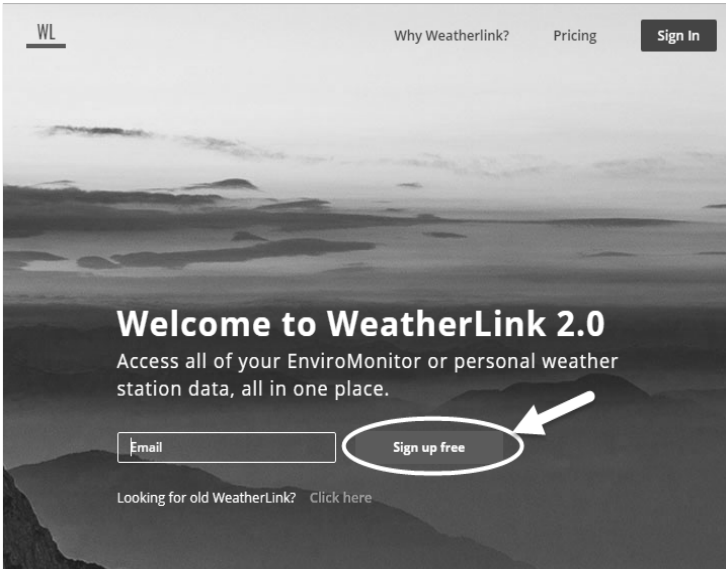 WL
Why Weatherlink?
Pricing
Sign In
Welcome to WeatherLink 2.0
Access all of your EnviroMonitor or personal weather
station data, all in one place.
Email
Sign up free
Looking for old WeatherLink? Click here